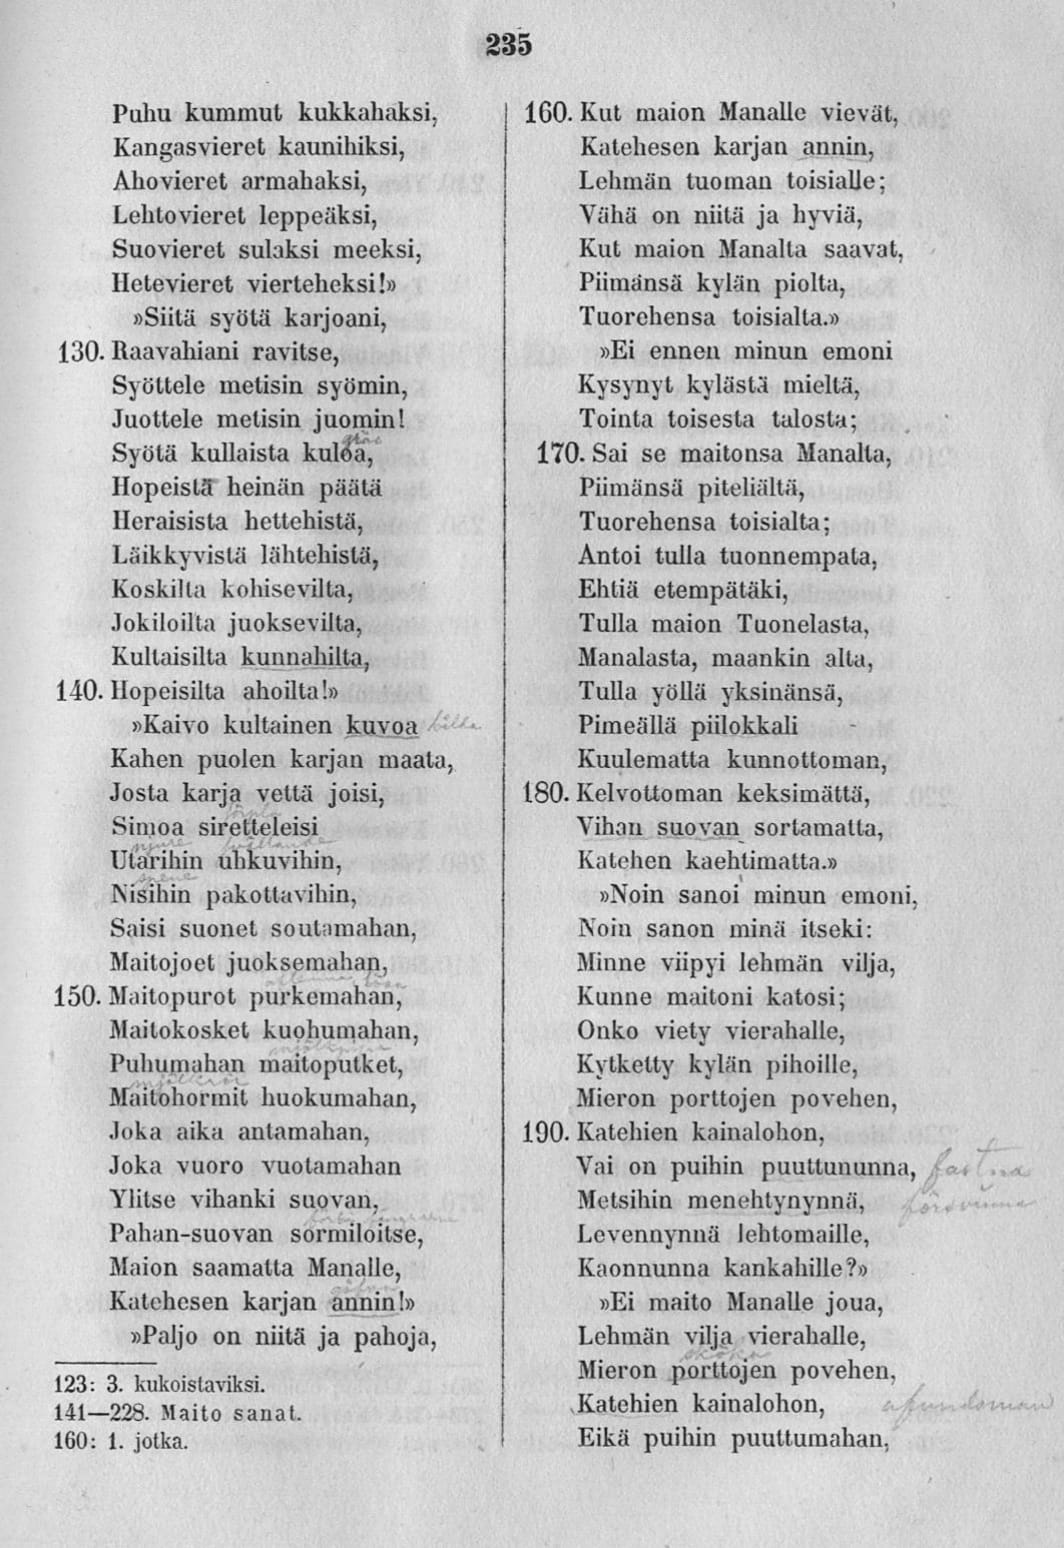 235
Puhu kummut kukkahaksi,
Kangasvieret kaunihiksi,
Ahovieret armahaksi,
Lehtovieret leppeäksi,
Suovieret sulaksi meeksi,
Hetevieret vierteheksi!»
»Siitä syötä karjoani,
130. Raavahiani ravitse,
Syöttele metisin syömin,
Juottele metisin juomin!
Syötä kullaista kuloa,
Hopeistä heinän päätä
Heraisista hettehistä,
Läikkyvistä lähtehistä,
Koskilta kohisevilta,
Jokiloilta juoksevilta,
Kultaisilta kunnahilta,
140. Hopeisilta ahoilta!»
»Kaivo kultainen kuvoa
Kahen puolen karjan maata,
Josta karja vettä joisi,
Simoa siretteleisi
Utarihin uhkuvihin,
Nisihin pakottavihin,
Saisi suonet soutamahan,
Maitojoet juoksemahan,
150. Maitopurot purkemahan,
Maitokosket kuohumahan,
Puhumahan maitoputket,
Maitohormit huokumahan,
Joka aika antamahan,
Joka vuoro vuotamahan
Ylitse vihanki suovan,
Pahan-suovan sormiloitse,
Maion saamatta Manalle,
Katehesen karjan annin!»
»Paljo on niitä ja pahoja,
123: 3. kukoistaviksi.
141—228. Maito sanat.
160: 1. jotka.
160. Kut maion Manalle vievät,
Katehesen karjan annin,
Lehmän tuoman toisialle;
Vähä on niitä ja hyviä,
Kut maion Manalta saavat,
Piimänsä kylän piolta,
Tuorehensa toisialta.»
»Ei ennen minun emoni
Kysynyt kylästä mieltä,
Tointa toisesta talosta;
170. Sai se maitonsa Manalta,
Piimänsä piteliältä,
Tuorehensa toisialta;
Antoi tulla tuonnempata,
Ehtiä etempätäki,
Tulla maion Tuonelasta,
Manalasta, maankin alta,
Tulla yöllä yksinänsä,
Pimeällä piilokkali
Kuulematta kunnottoman,
180. Kelvottoman keksimättä,
Vihan suovan sortamatta,
Katehen kaehtimatta.»
»Noin sanoi minun emoni,
Noin sanon minä itseki:
Minne viipyi lehmän vilja,
Kunne maitoni katosi;
Onko viety vierahalle,
Kytketty kylän pihoille,
Mieron porttojen povehen,
190. Katehien kainalohon,
Vai on puihin puuttununna, fastna
Metsihin menehtynynnä, försvunna
Levennynnä lehtomaille,
Kaonnunna kankahille?»
»Ei maito Manalle joua,
Lehmän vilja vierahalle,
Mieron porttojen povehen,
Katehien kainalohon,
Eikä puihin puuttumahan,